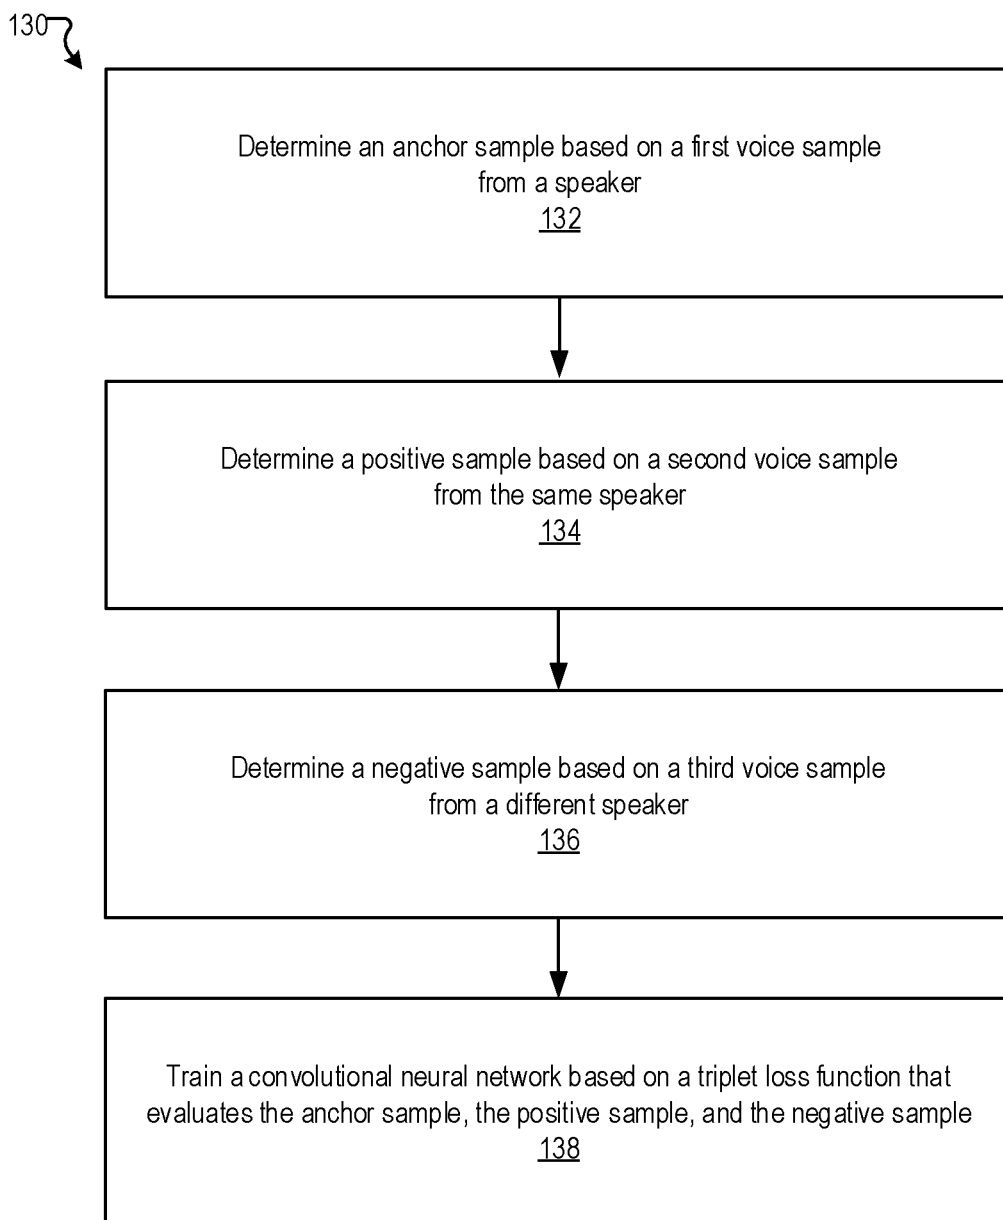 130
Determine an anchor sample based on a first voice sample
from a speaker
132
Determine a positive sample based on a second voice sample
from the same speaker
134
Determine a negative sample based on a third voice sample
from a different speaker
136
Train a convolutional neural network based on a triplet loss function that
evaluates the anchor sample, the positive sample, and the negative sample
138